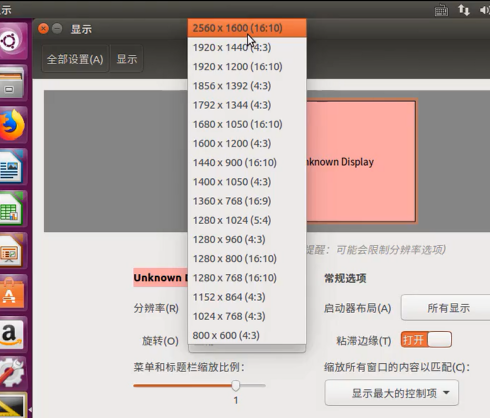 示
显示
全部设置(A)
显示
2560 x 1600 (16:10)
1920 x 1440 (4:3)
1920 x 1200 (16:10)
1856 x 1392 (4:3)
1792 x 1344 (4:3)
1680 x 1050 (16:10)
1600 x 1200 (4:3)
1440 x 900 (16:10)
1400 x 1050 (4:3)
1360 x 768 (16:9)
1280 x 1024 (5:4)
1280 x 960 (4:3)
1280 x 800 (16:10)
1280 x 768 (16:10)
1152 x 864 (4:3)
1024 x 768 (4:3)
800 x 600 (4:3)
known Display
提醒：可能会限制分辨率选项)
Unknown
常规选项
分辨率(R)
启动器布局(A)
所有显示
旋转(O)
粘滞边缘(T)
打开
菜单和标题栏缩放比例：
缩放所有窗口的内容以匹配(C)：
1
显示最大的控项